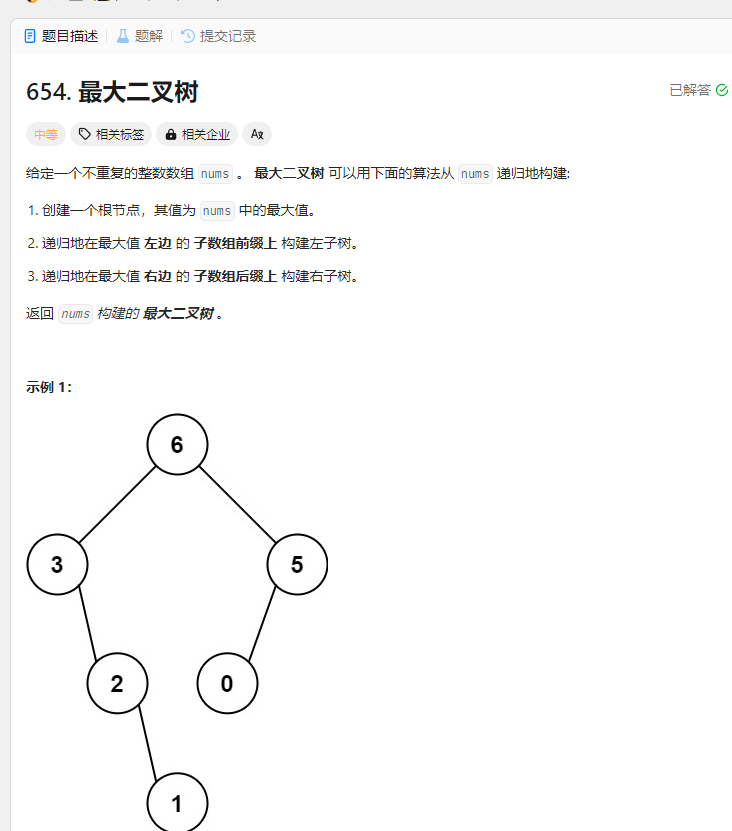 题目描述 题解 提交记录
654. 最大二叉树 已解答
中等 相关标签 相关企业 Ax
给定一个不重复的整数数组 nums 。 最大二叉树 可以用下面的算法从 nums 递归地构建:
1. 创建一个根节点，其值为 nums 中的最大值。
2. 递归地在最大值 左边 的 子数组前缀上 构建左子树。
3. 递归地在最大值 右边 的 子数组后缀上 构建右子树。
返回 nums 构建的 最大二叉树 。
示例 1：
6
3 5
2 0
1